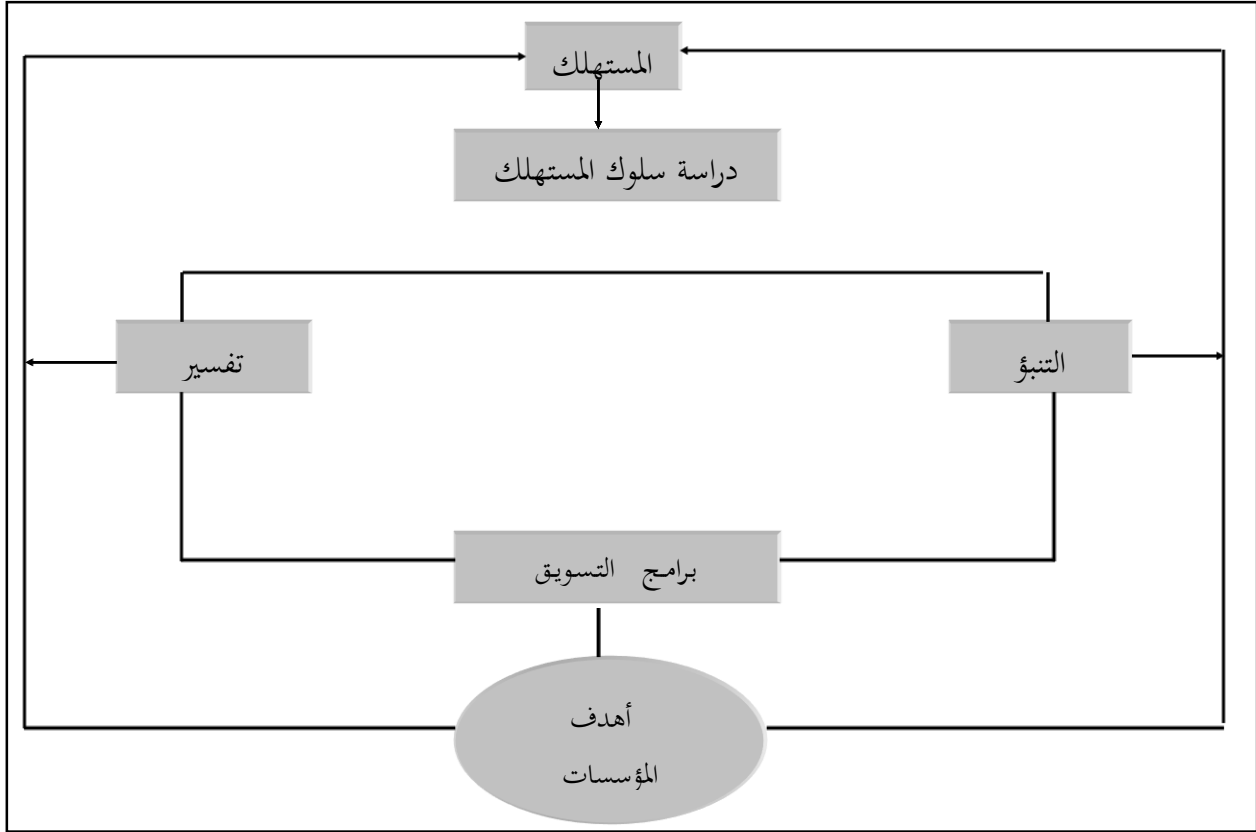 المستهلك
دراسة سلوك المستهلك
التنبؤ
تفسير
برامج التسويق
أهدف
المؤسسات